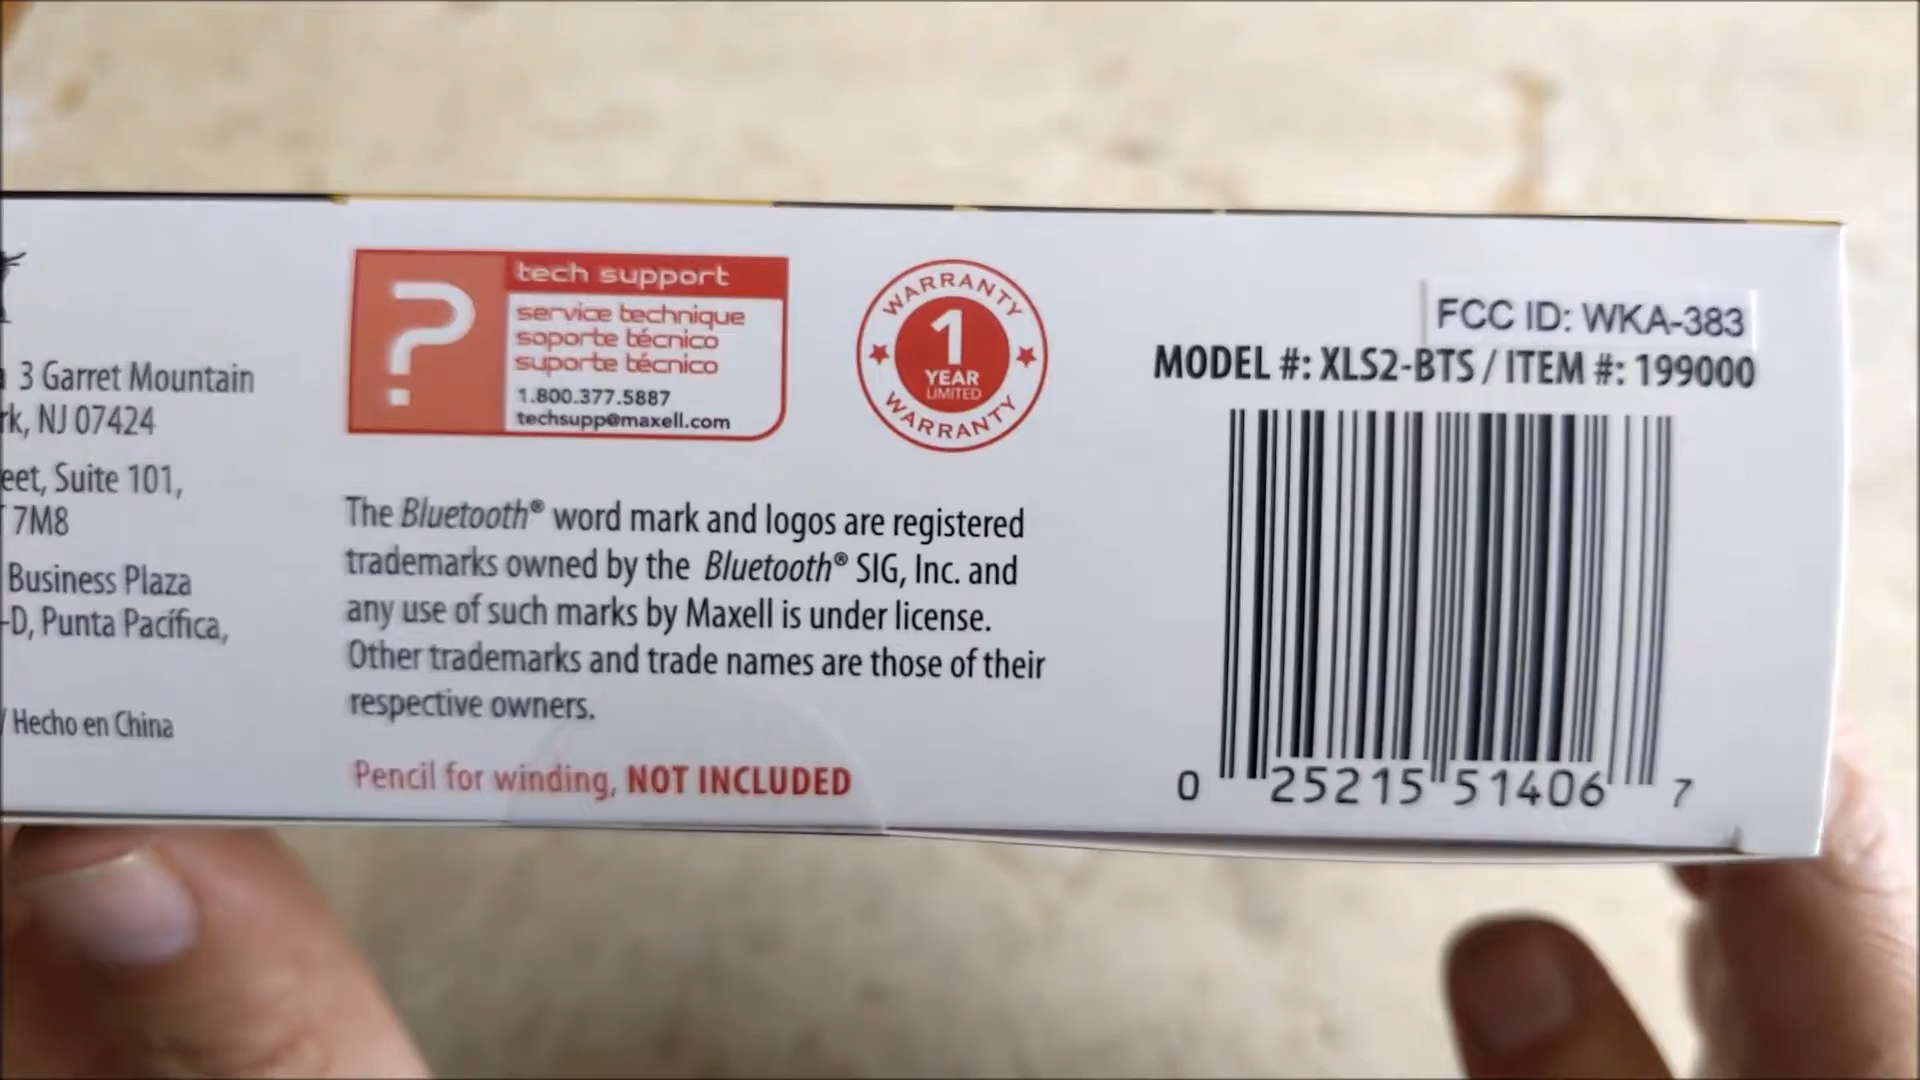 3 Garret Mountain
NJ 07424
Suite 101,
7M8
Business Plaza
-D, Punta Pacífica,
/ Hecho en China
?
tech support
service technique
soporte técnico
suporte técnico
1.800.377.5887
techsupp@maxell.com
WARRANTY
1
YEAR
LIMITED
WARRANTY
The Bluetooth® word mark and logos are registered
trademarks owned by the Bluetooth® SIG, Inc. and
any use of such marks by Maxell is under license.
Other trademarks and trade names are those of their
respective owners.
Pencil for winding, NOT INCLUDED
FCC ID: WKA-383
MODEL #: XLS2-BTS / ITEM #: 199000
0 25215 51406 7